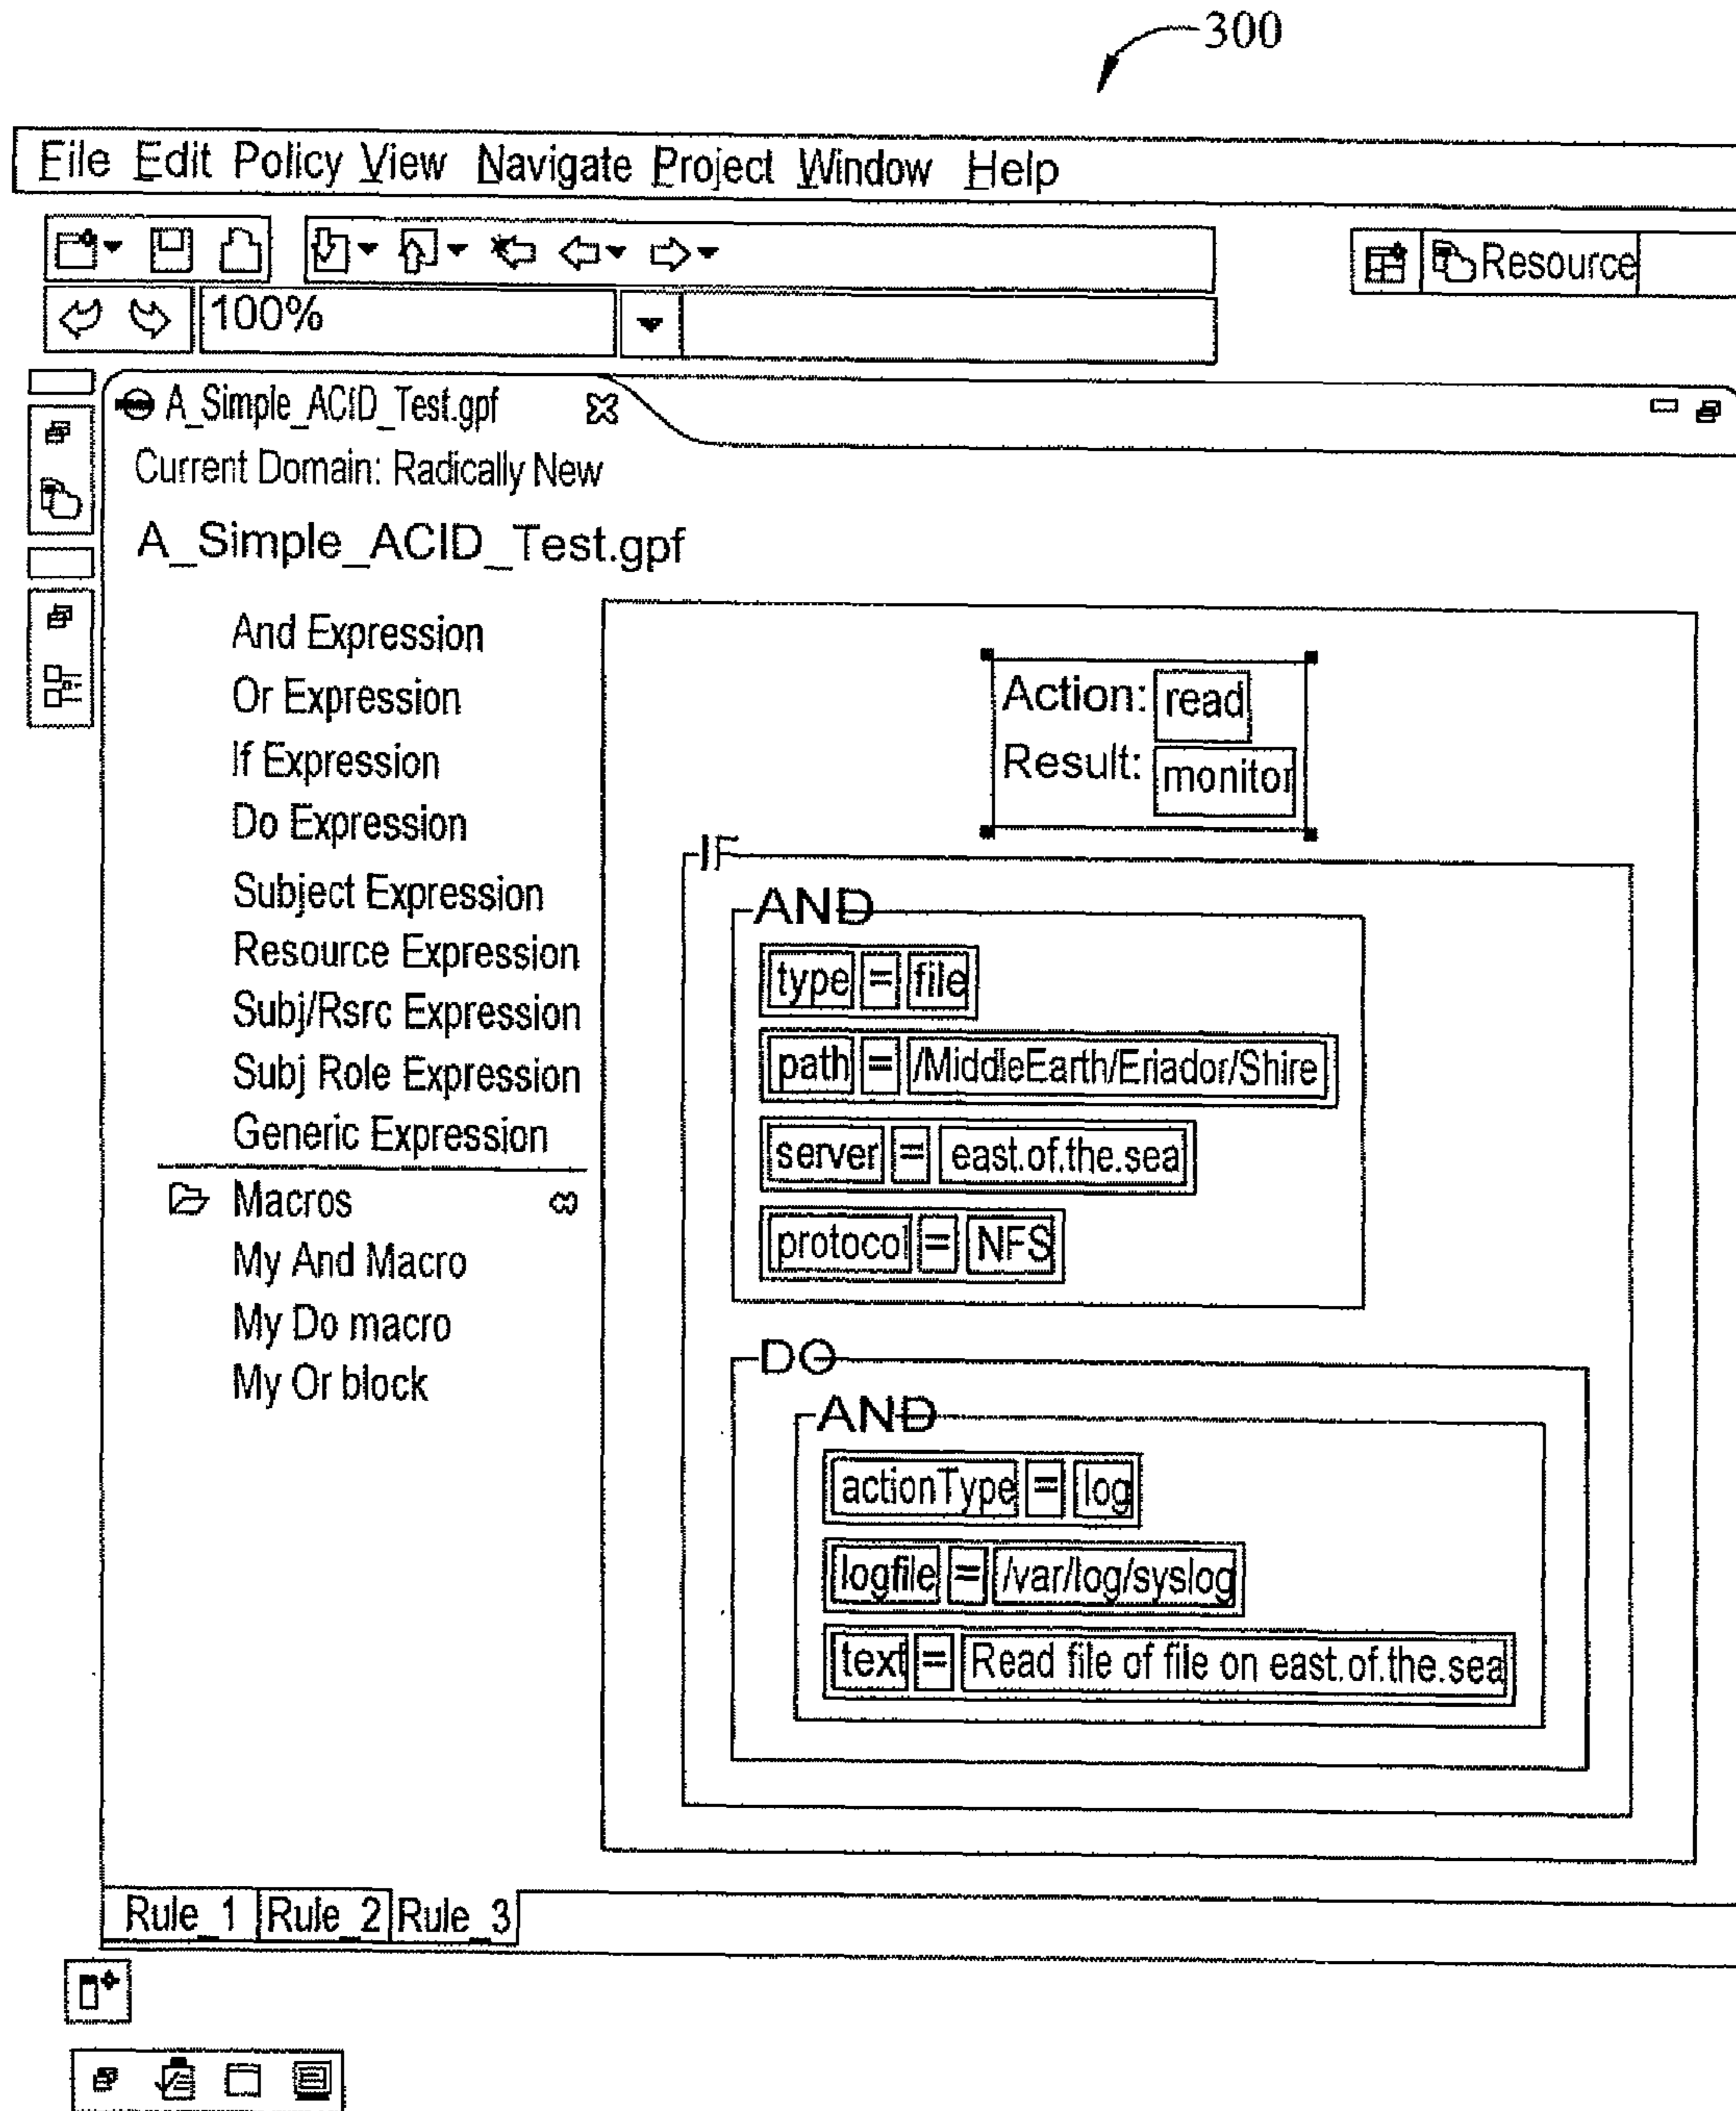 300
File Edit Policy View Navigate Project Window Help
Resource
100%
A_Simple_ACID_Test.gpf
Current Domain: Radically New
A_Simple_ACID_Test.gpf
And Expression
Or Expression
If Expression
Do Expression
Subject Expression
Resource Expression
Subj/Rsrc Expression
Subj Role Expression
Generic Expression
Macros
My And Macro
My Do macro
My Or block
Action: read
Result: monitor
IF
AND
type = file
path = /MiddleEarth/Eriador/Shire
server = east.of.the.sea
protocol = NFS
DO
AND
actionType = log
logfile = /var/log/syslog
text = Read file of file on east.of.the.sea
Rule_1 Rule_2 Rule_3